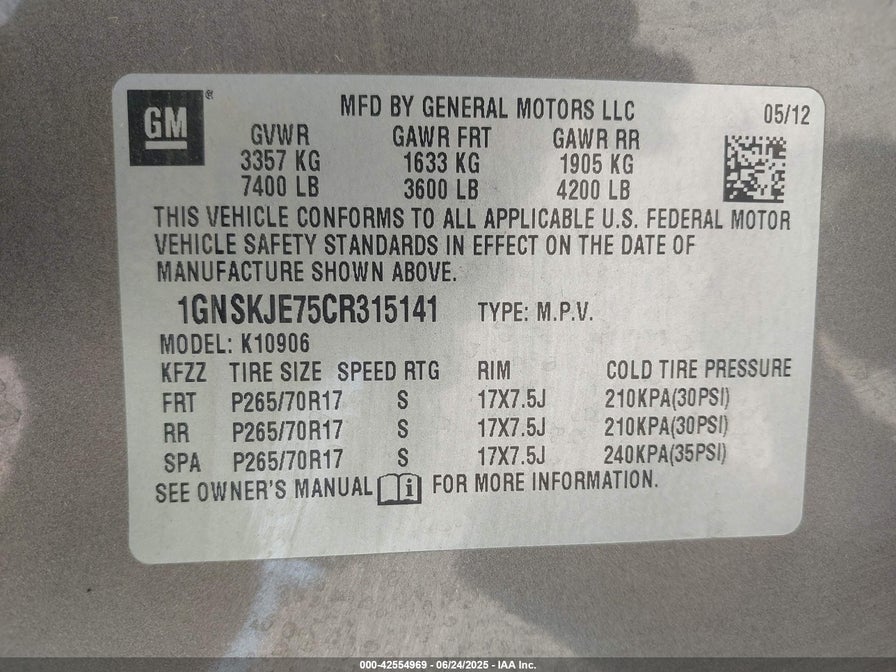 GM ®
MFD BY GENERAL MOTORS LLC 05/12
GVWR GAWR FRT GAWR RR
3357 KG 1633 KG 1905 KG
7400 LB 3600 LB 4200 LB
THIS VEHICLE CONFORMS TO ALL APPLICABLE U.S. FEDERAL MOTOR
VEHICLE SAFETY STANDARDS IN EFFECT ON THE DATE OF
MANUFACTURE SHOWN ABOVE.
1GNSKJE75CR315141 TYPE: M.P.V.
MODEL: K10906
KFZZ TIRE SIZE SPEED RTG RIM COLD TIRE PRESSURE
FRT P265/70R17 S 17X7.5J 210KPA(30PSI)
RR P265/70R17 S 17X7.5J 210KPA(30PSI)
SPA P265/70R17 S 17X7.5J 240KPA(35PSI)
SEE OWNER'S MANUAL i FOR MORE INFORMATION.
000-42554969 - 06/24/2025 - IAA Inc.